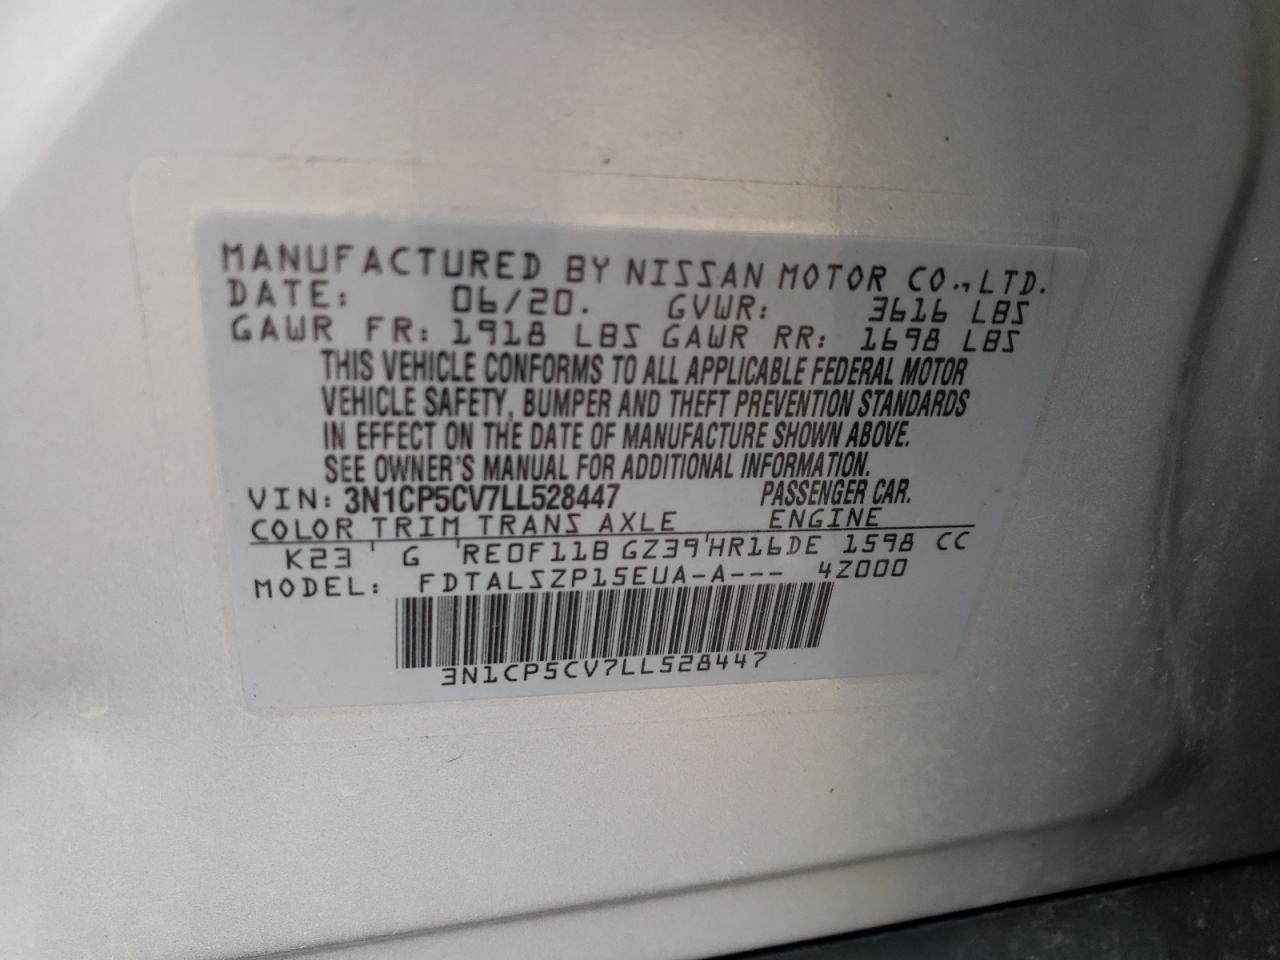 MANUFACTURED BY NISSAN MOTOR CO., LTD.
DATE: 06/20. GVWR: 3616 LBS
GAWR FR: 1918 LBS GAWR RR: 1698 LBS
THIS VEHICLE CONFORMS TO ALL APPLICABLE FEDERAL MOTOR
VEHICLE SAFETY, BUMPER AND THEFT PREVENTION STANDARDS
IN EFFECT ON THE DATE OF MANUFACTURE SHOWN ABOVE.
SEE OWNER'S MANUAL FOR ADDITIONAL INFORMATION.
VIN: 3N1CP5CV7LL528447 PASSENGER CAR.
COLOR TRIM TRANS AXLE ENGINE
K23 ' G 'RE0F11B GZ39'HR16DE 1598 CC
MODEL: FDTALSZP15EUA-A--- 4Z000
3N1CP5CV7LL528447